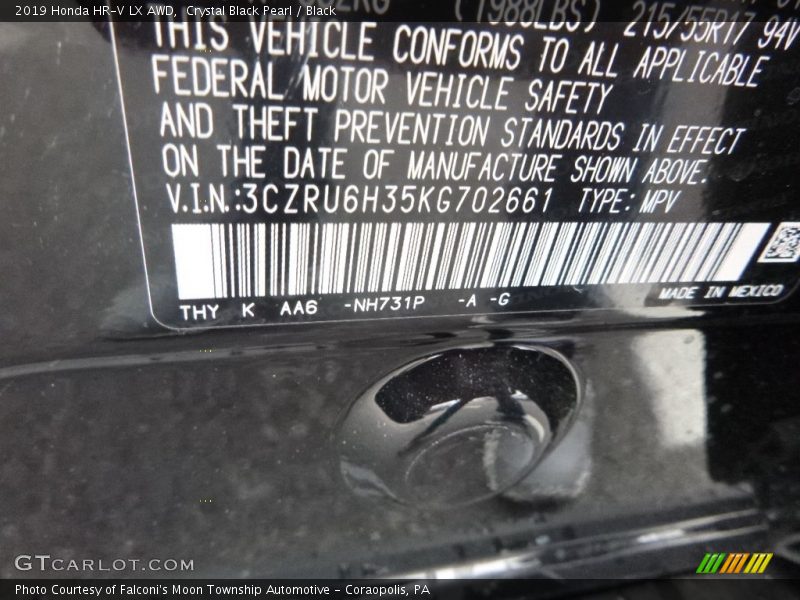 2019 Honda HR-V LX AWD, Crystal Black Pearl / Black
(1988LBS) 215/55R17 94V
THIS VEHICLE CONFORMS TO ALL APPLICABLE
FEDERAL MOTOR VEHICLE SAFETY
AND THEFT PREVENTION STANDARDS IN EFFECT
ON THE DATE OF MANUFACTURE SHOWN ABOVE.
V.I.N.:3CZRU6H35KG702661 TYPE: MPV
THY K AA6 -NH731P -A -G MADE IN MEXICO
GTCARLOT.COM
Photo Courtesy of Falconi's Moon Township Automotive - Coraopolis, PA